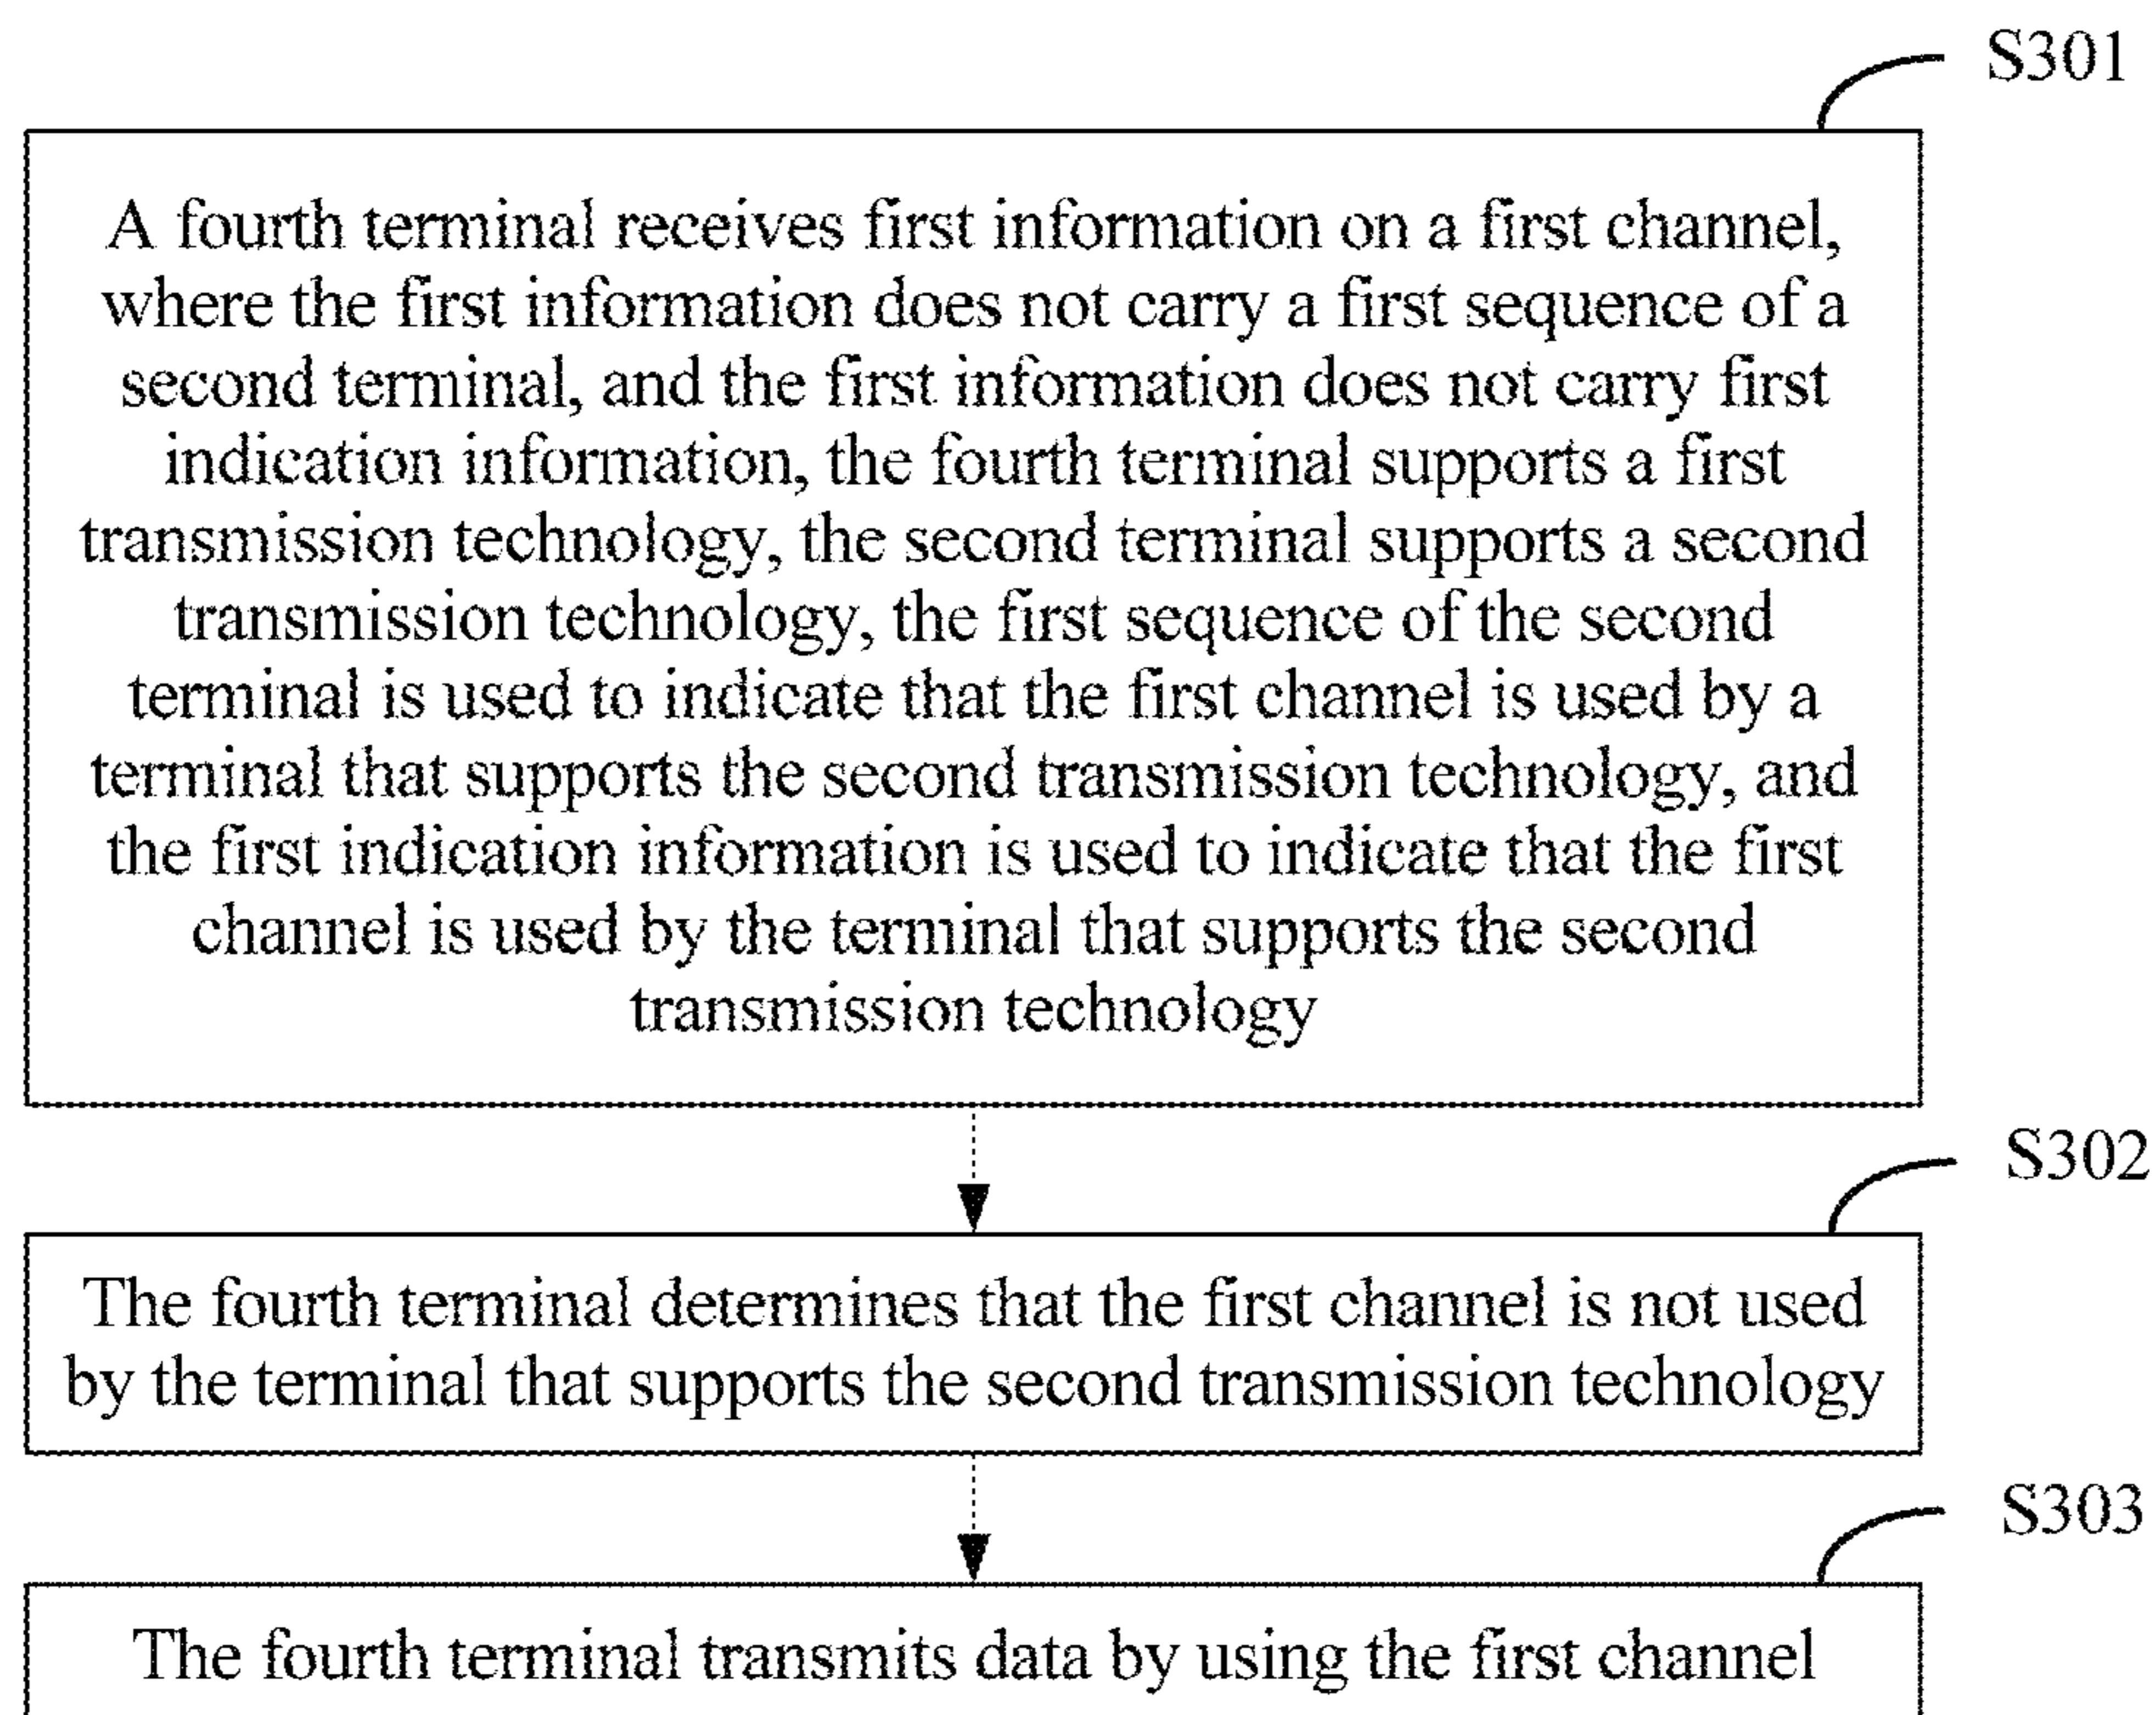 S301
A fourth terminal receives first information on a first channel,
where the first information does not carry a first sequence of a
second terminal, and the first information does not carry first
indication information, the fourth terminal supports a first
transmission technology, the second terminal supports a second
transmission technology, the first sequence of the second
terminal is used to indicate that the first channel is used by a
terminal that supports the second transmission technology, and
the first indication information is used to indicate that the first
channel is used by the terminal that supports the second
transmission technology
S302
The fourth terminal determines that the first channel is not used
by the terminal that supports the second transmission technology
S303
The fourth terminal transmits data by using the first channel